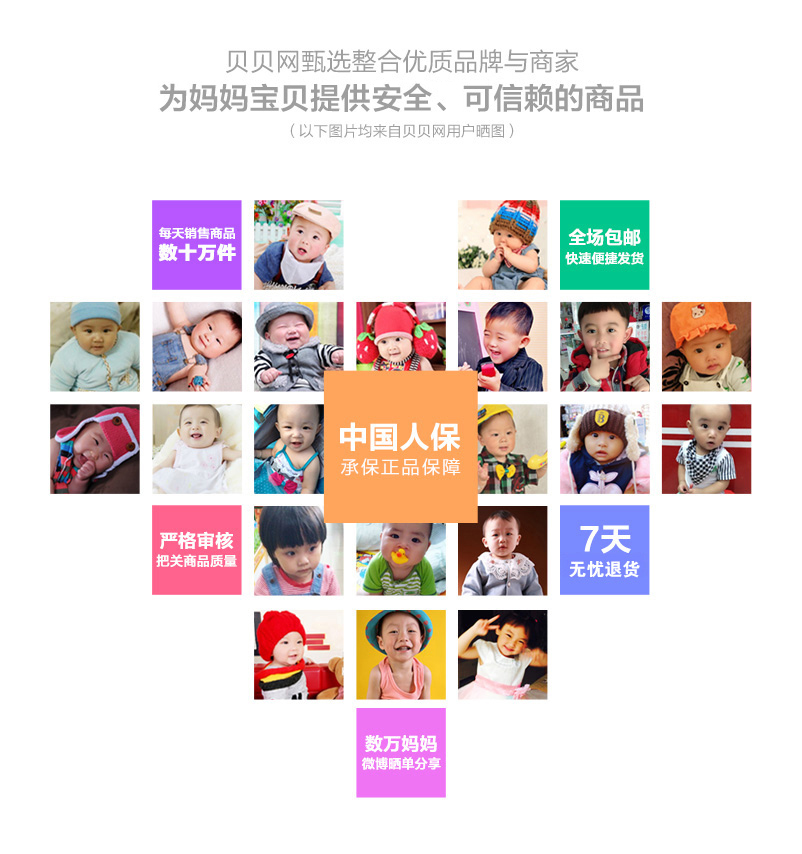 贝贝网甄选整合优质品牌与商家
为妈妈宝贝提供安全、可信赖的商品
（以下图片均来自贝贝网用户晒图）
每天销售商品
数十万件
全场包邮
快速便捷发货
中国人保
承保正品保障
严格审核
把关商品质量
7天
无忧退货
数万妈妈
微博晒单分享